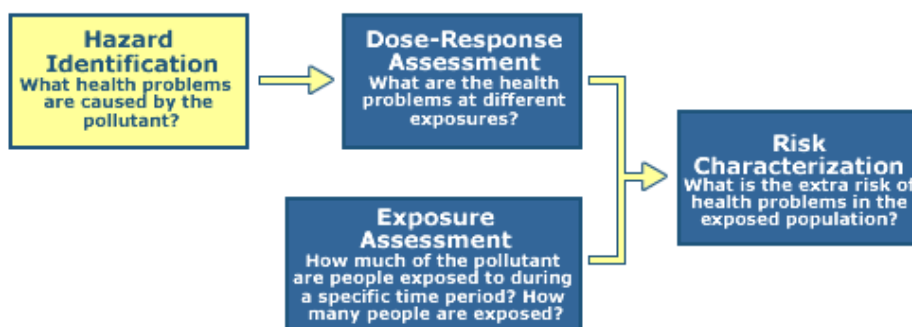 Hazard
Identification
What health problems
are caused by the
pollutant?
Dose-Response
Assessment
What are the health
problems at different
exposures?
Exposure
Assessment
How much of the pollutant
are people exposed to during
a specific time period? How
many people are exposed?
Risk
Characterization
What is the extra risk of
health problems in the
exposed population?